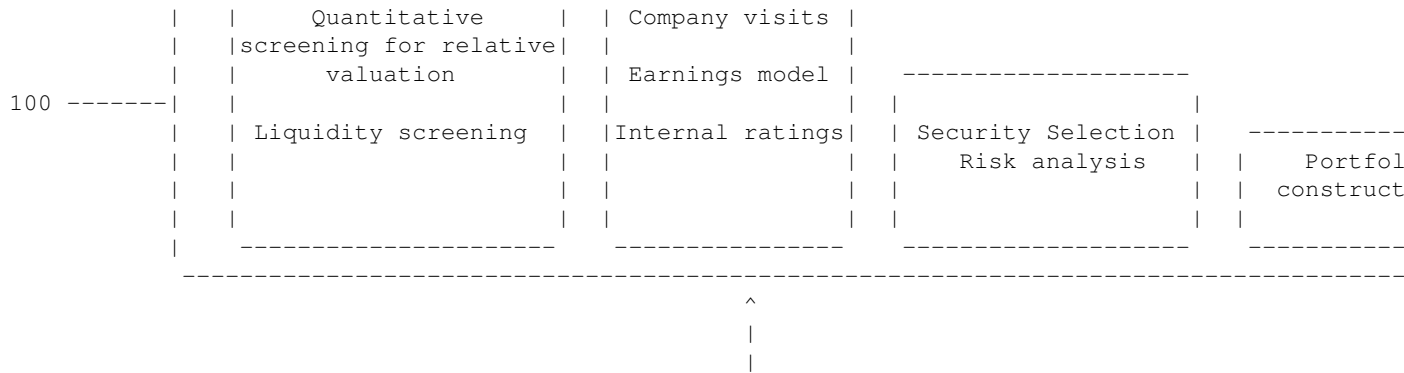 Quantitative Company visits
screening for relative
valuation Earnings model
100
Liquidity screening Internal ratings Security Selection
Risk analysis Portfol
construct